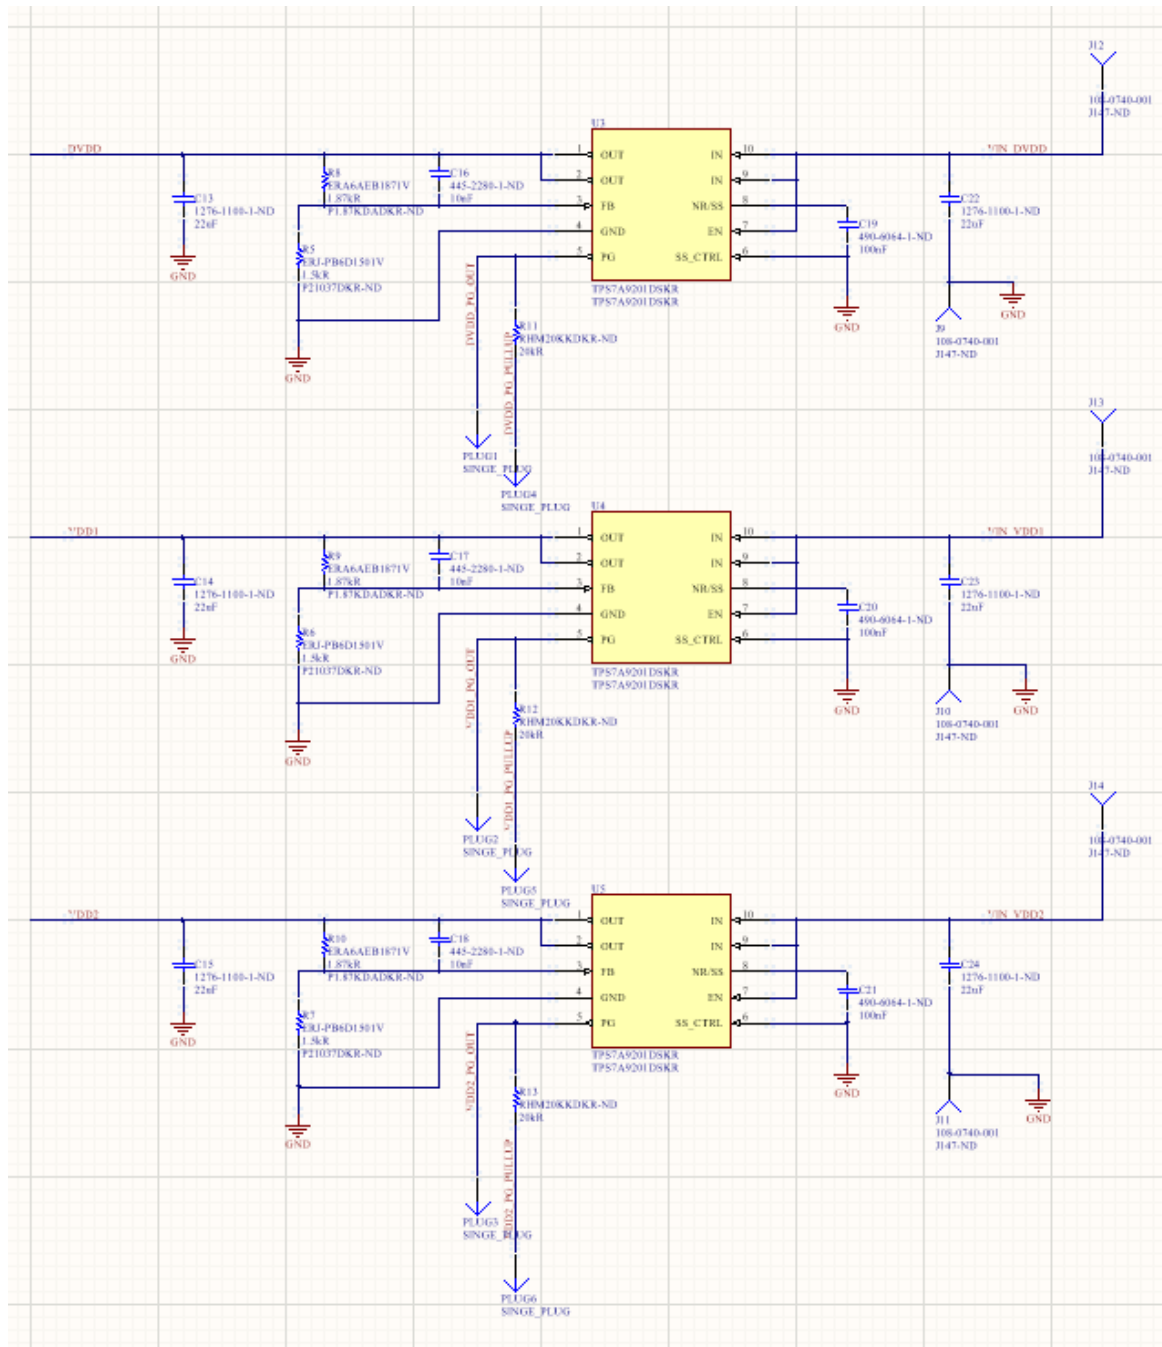 J12
108-0740-001
J147-ND
U3
DVDD
1
OUT
IN
10
VIN_DVDD
2
OUT
IN
9
3
FB
NR/SS
8
4
GND
EN
7
5
PG
SS_CTRL
6
TPS7A9201DSKR
TPS7A9201DSKR
C13
1276-1100-1-ND
22uF
GND
R8
ERA6AEB1871V
1.87kR
P1.87KDADKR-ND
C16
445-2280-1-ND
10nF
R5
ERJ-PB6D1501V
1.5kR
P21037DKR-ND
GND
C19
490-6064-1-ND
100nF
GND
C22
1276-1100-1-ND
22uF
GND
J9
108-0740-001
J147-ND
DVDD_PG_OUT
DVDD_PG_PULLUP
R11
RHM20KKDKR-ND
20kR
PLUG1
SINGE_PLUG
PLUG4
SINGE_PLUG
J13
108-0740-001
J147-ND
U4
VDD1
1
OUT
IN
10
VIN_VDD1
2
OUT
IN
9
3
FB
NR/SS
8
4
GND
EN
7
5
PG
SS_CTRL
6
TPS7A9201DSKR
TPS7A9201DSKR
C14
1276-1100-1-ND
22uF
GND
R9
ERA6AEB1871V
1.87kR
P1.87KDADKR-ND
C17
445-2280-1-ND
10nF
R6
ERJ-PB6D1501V
1.5kR
P21037DKR-ND
GND
C20
490-6064-1-ND
100nF
GND
C23
1276-1100-1-ND
22uF
GND
J10
108-0740-001
J147-ND
VDD1_PG_OUT
VDD1_PG_PULLUP
R12
RHM20KKDKR-ND
20kR
PLUG2
SINGE_PLUG
PLUG5
SINGE_PLUG
J14
108-0740-001
J147-ND
U5
VDD2
1
OUT
IN
10
VIN_VDD2
2
OUT
IN
9
3
FB
NR/SS
8
4
GND
EN
7
5
PG
SS_CTRL
6
TPS7A9201DSKR
TPS7A9201DSKR
C15
1276-1100-1-ND
22uF
GND
R10
ERA6AEB1871V
1.87kR
P1.87KDADKR-ND
C18
445-2280-1-ND
10nF
R7
ERJ-PB6D1501V
1.5kR
P21037DKR-ND
GND
C21
490-6064-1-ND
100nF
GND
C24
1276-1100-1-ND
22uF
GND
J11
108-0740-001
J147-ND
VDD2_PG_OUT
VDD2_PG_PULLUP
R13
RHM20KKDKR-ND
20kR
PLUG3
SINGE_PLUG
PLUG6
SINGE_PLUG